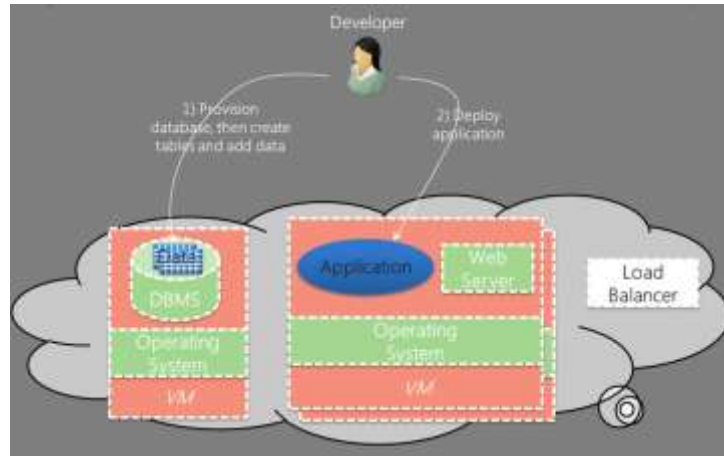 Developer
1) Provision
database, then create
tables and add data
2) Deploy
application
Data
DBMS
Operating
System
VM
Application
Web
Server
Operating
System
VM
Load
Balancer